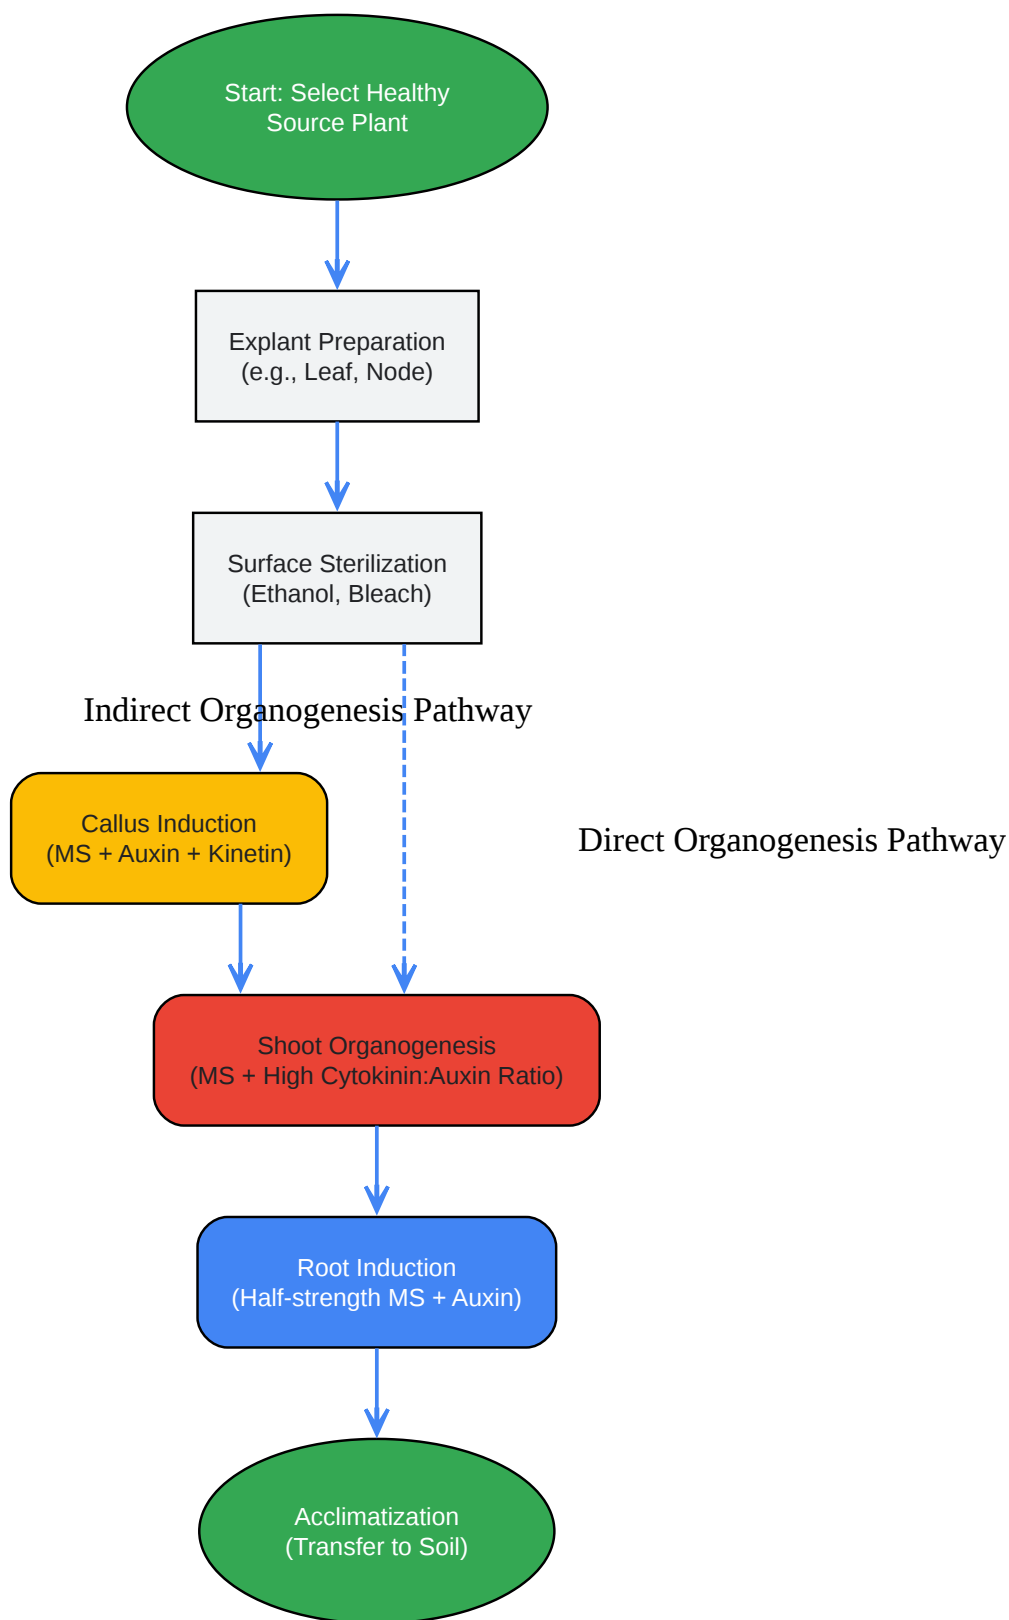 Start: Select Healthy
Source Plant
Explant Preparation
(e.g., Leaf, Node)
Surface Sterilization
(Ethanol, Bleach)
Indirect Organogenesis Pathway
Callus Induction
(MS + Auxin + Kinetin)
Direct Organogenesis Pathway
Shoot Organogenesis
(MS + High Cytokinin:Auxin Ratio)
Root Induction
(Half-strength MS + Auxin)
Acclimatization
(Transfer to Soil)